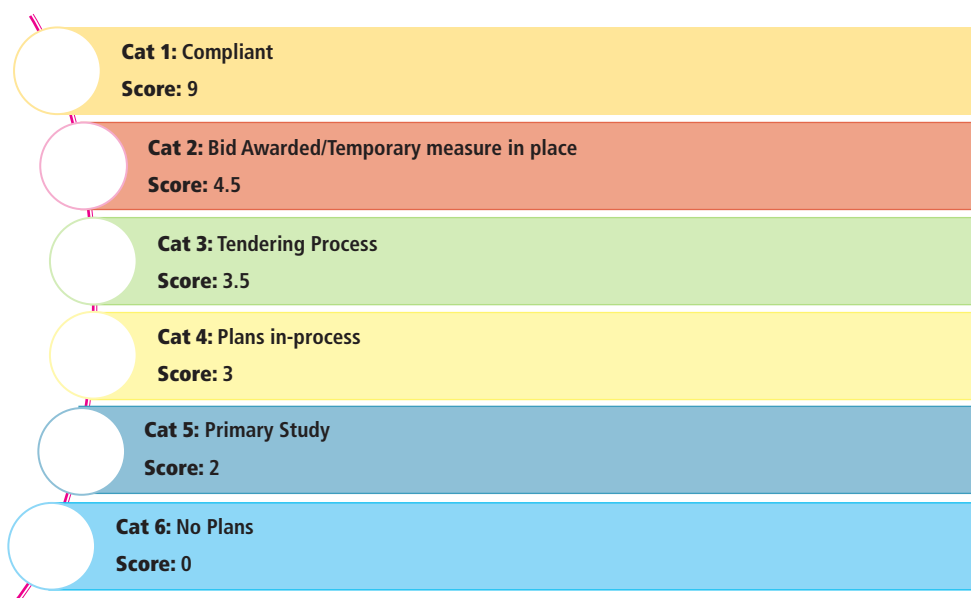 Cat 1: Compliant
Score: 9
Cat 2: Bid Awarded/Temporary measure in place
Score: 4.5
Cat 3: Tendering Process
Score: 3.5
Cat 4: Plans in-process
Score: 3
Cat 5: Primary Study
Score: 2
Cat 6: No Plans
Score: 0